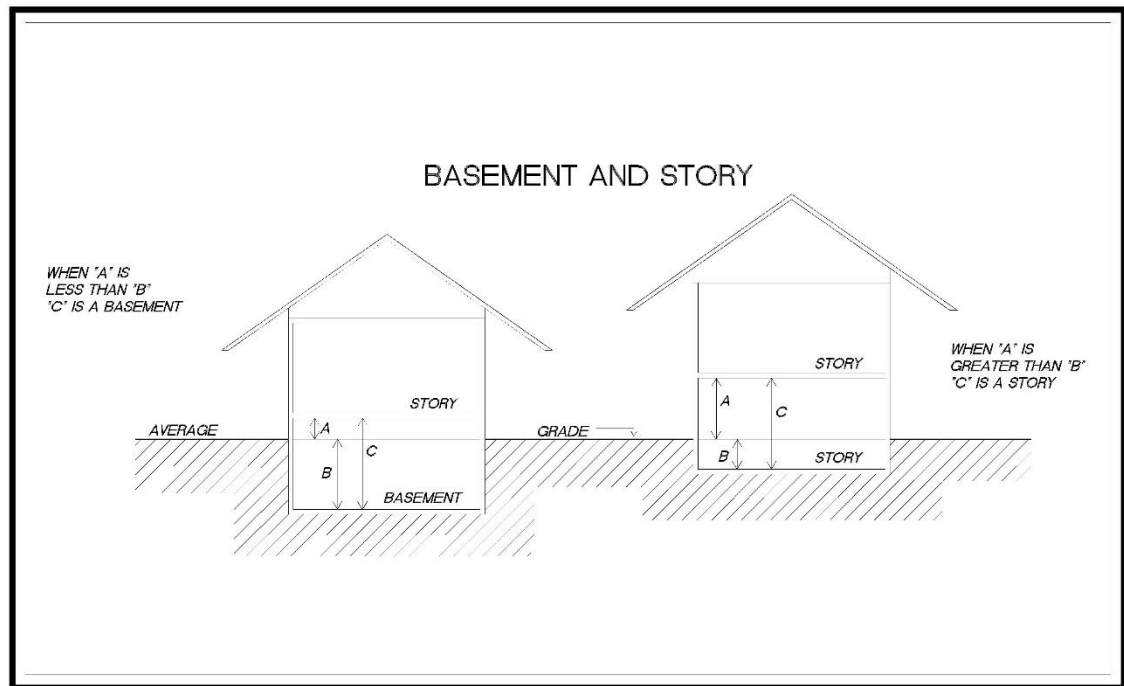 BASEMENT AND STORY
WHEN "A" IS
LESS THAN "B"
"C" IS A BASEMENT
STORY
A
C
B
BASEMENT
AVERAGE
GRADE
STORY
A
C
B
STORY
WHEN "A" IS
GREATER THAN "B"
"C" IS A STORY